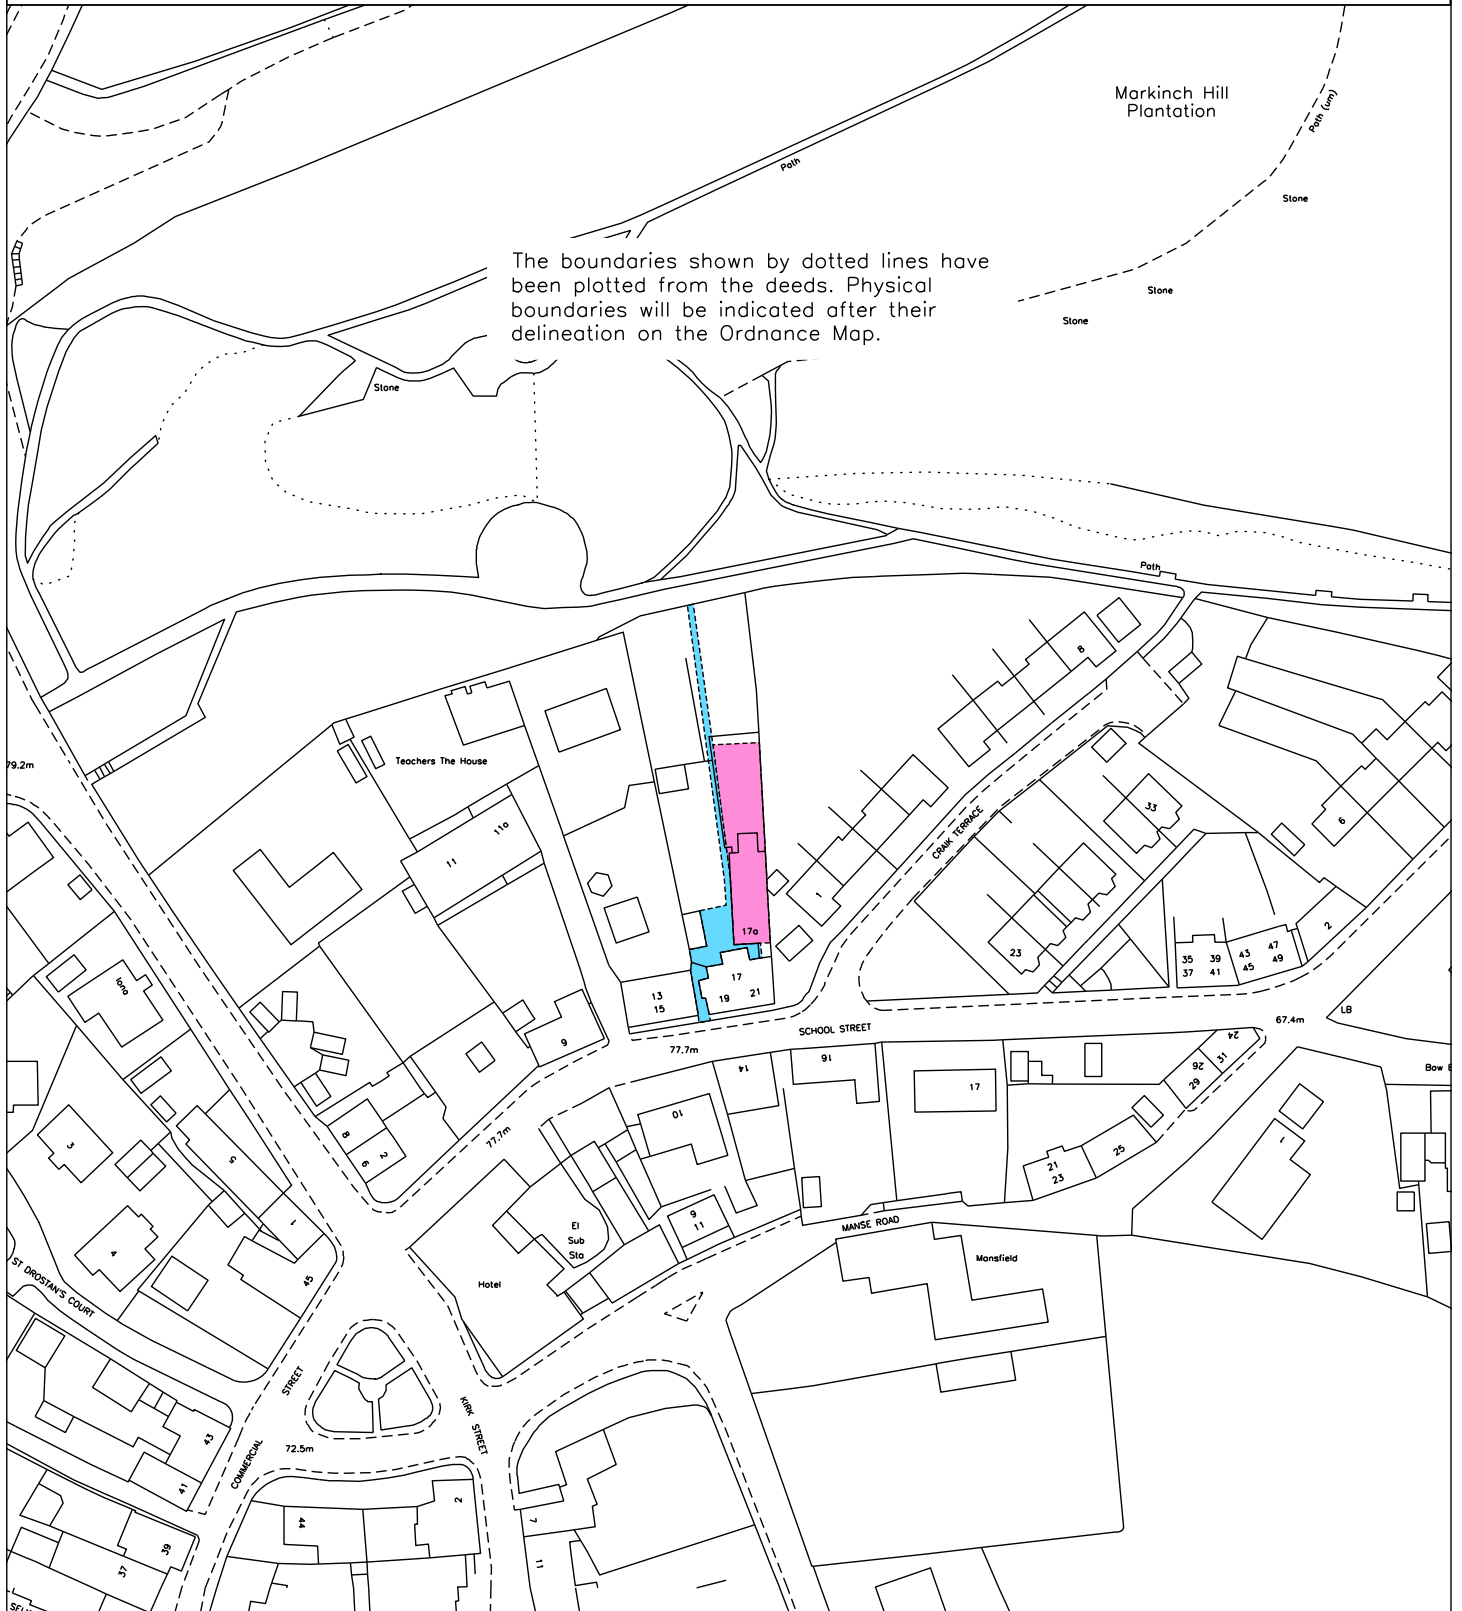 Markinch Hill
Plantation
Path (um)
Path
Stone
The boundaries shown by dotted lines have
been plotted from the deeds. Physical
boundaries will be indicated after their
delineation on the Ordnance Map.
Stone
Stone
Stone
Path
8
79.2m
Teachers The House
11a
11
33
6
CRAIK TERRACE
1
17a
23
2
35 39
37 41
43 47
45 49
Iona
17
19 21
13
15
9
SCHOOL STREET
77.7m
LB
67.4m
24
31
26
29
14
16
17
10
77.7m
8
2
6
3
5
1
21
23
25
1
9
11
MANSE ROAD
Mansfield
El
Sub
Sta
Hotel
4
45
ST DROSTAN'S COURT
COMMERCIAL STREET
KIRK STREET
72.5m
43
41
39
37
44
2
7
11